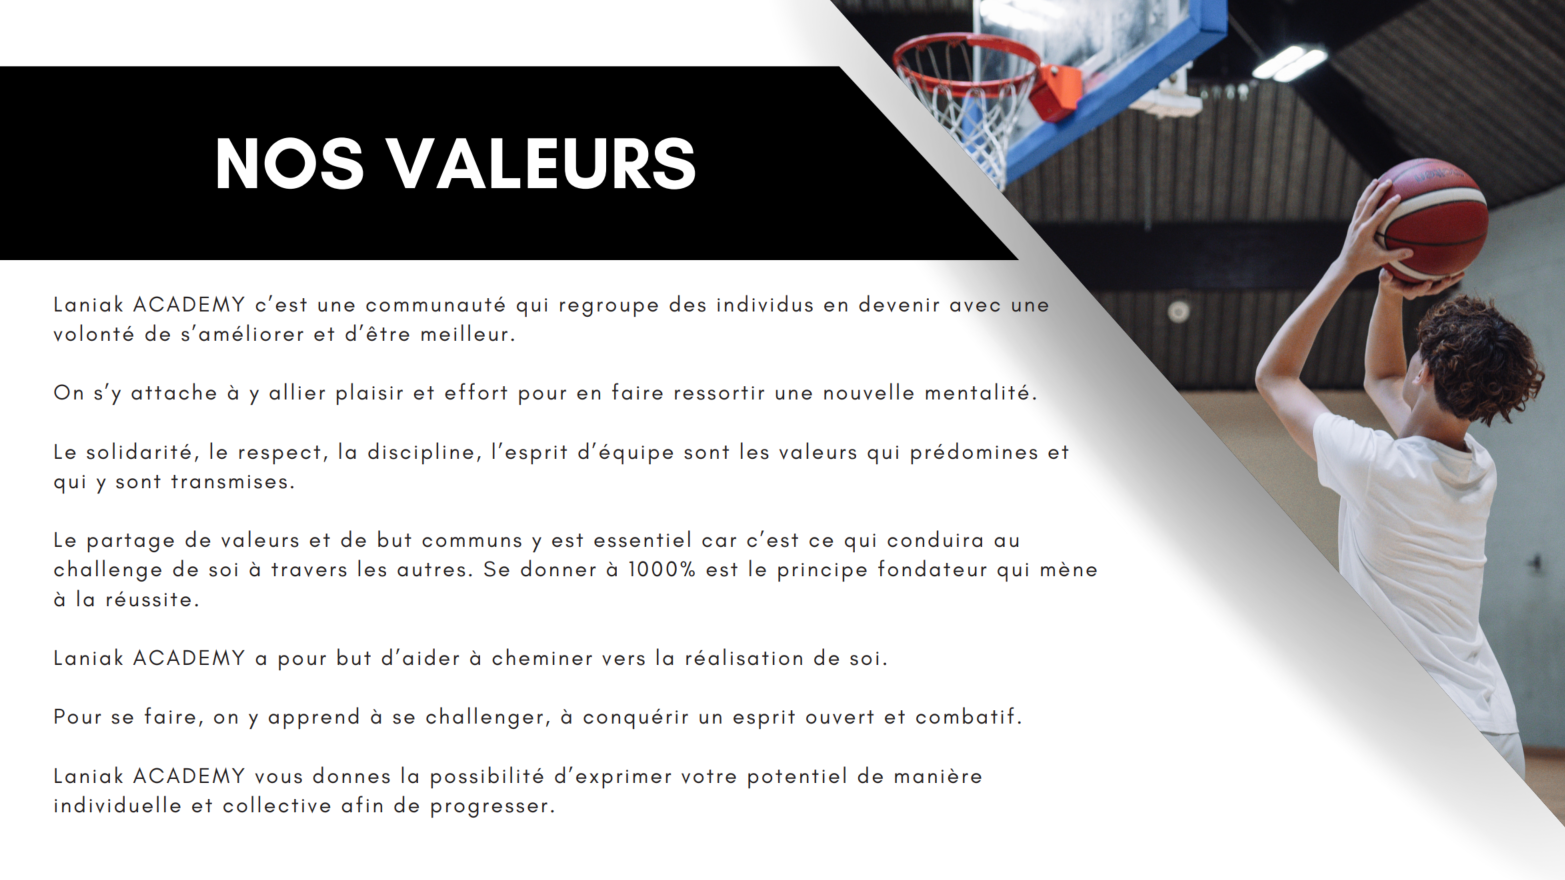 NOS VALEURS
Laniak ACADEMY c’est une communauté qui regroupe des individus en devenir avec une
volonté de s’améliorer et d’être meilleur.
On s’y attache à y allier plaisir et effort pour en faire ressortir une nouvelle mentalité.
Le solidarité, le respect, la discipline, l’esprit d’équipe sont les valeurs qui prédomines et
qui y sont transmises.
Le partage de valeurs et de but communs y est essentiel car c’est ce qui conduira au
challenge de soi à travers les autres. Se donner à 1000% est le principe fondateur qui mène
à la réussite.
Laniak ACADEMY a pour but d’aider à cheminer vers la réalisation de soi.
Pour se faire, on y apprend à se challenger, à conquérir un esprit ouvert et combatif.
Laniak ACADEMY vous donnes la possibilité d’exprimer votre potentiel de manière
individuelle et collective afin de progresser.